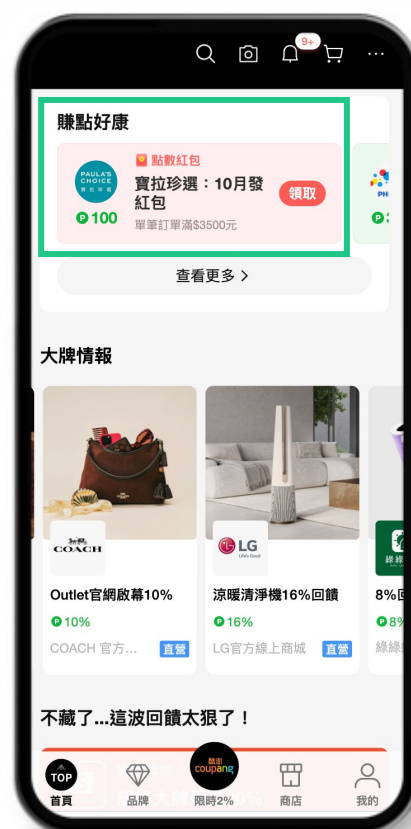 9+
賺點好康
PAULA'S
CHOICE
寶拉珍選
P 100
點數紅包
寶拉珍選：10月發
紅包
單筆訂單滿$3500元
領取
PH
P
查看更多 >
大牌情報
COACH
LG
Life's Good
Outlet官網啟幕10%
P 10%
COACH 官方...
直營
涼暖清淨機16%回饋
P 16%
LG官方線上商城
直營
8%
P 8%
綠綠
不藏了...這波回饋太狠了！
TOP
首頁
品牌
酷澎
coupang
限時2%
商店
我的